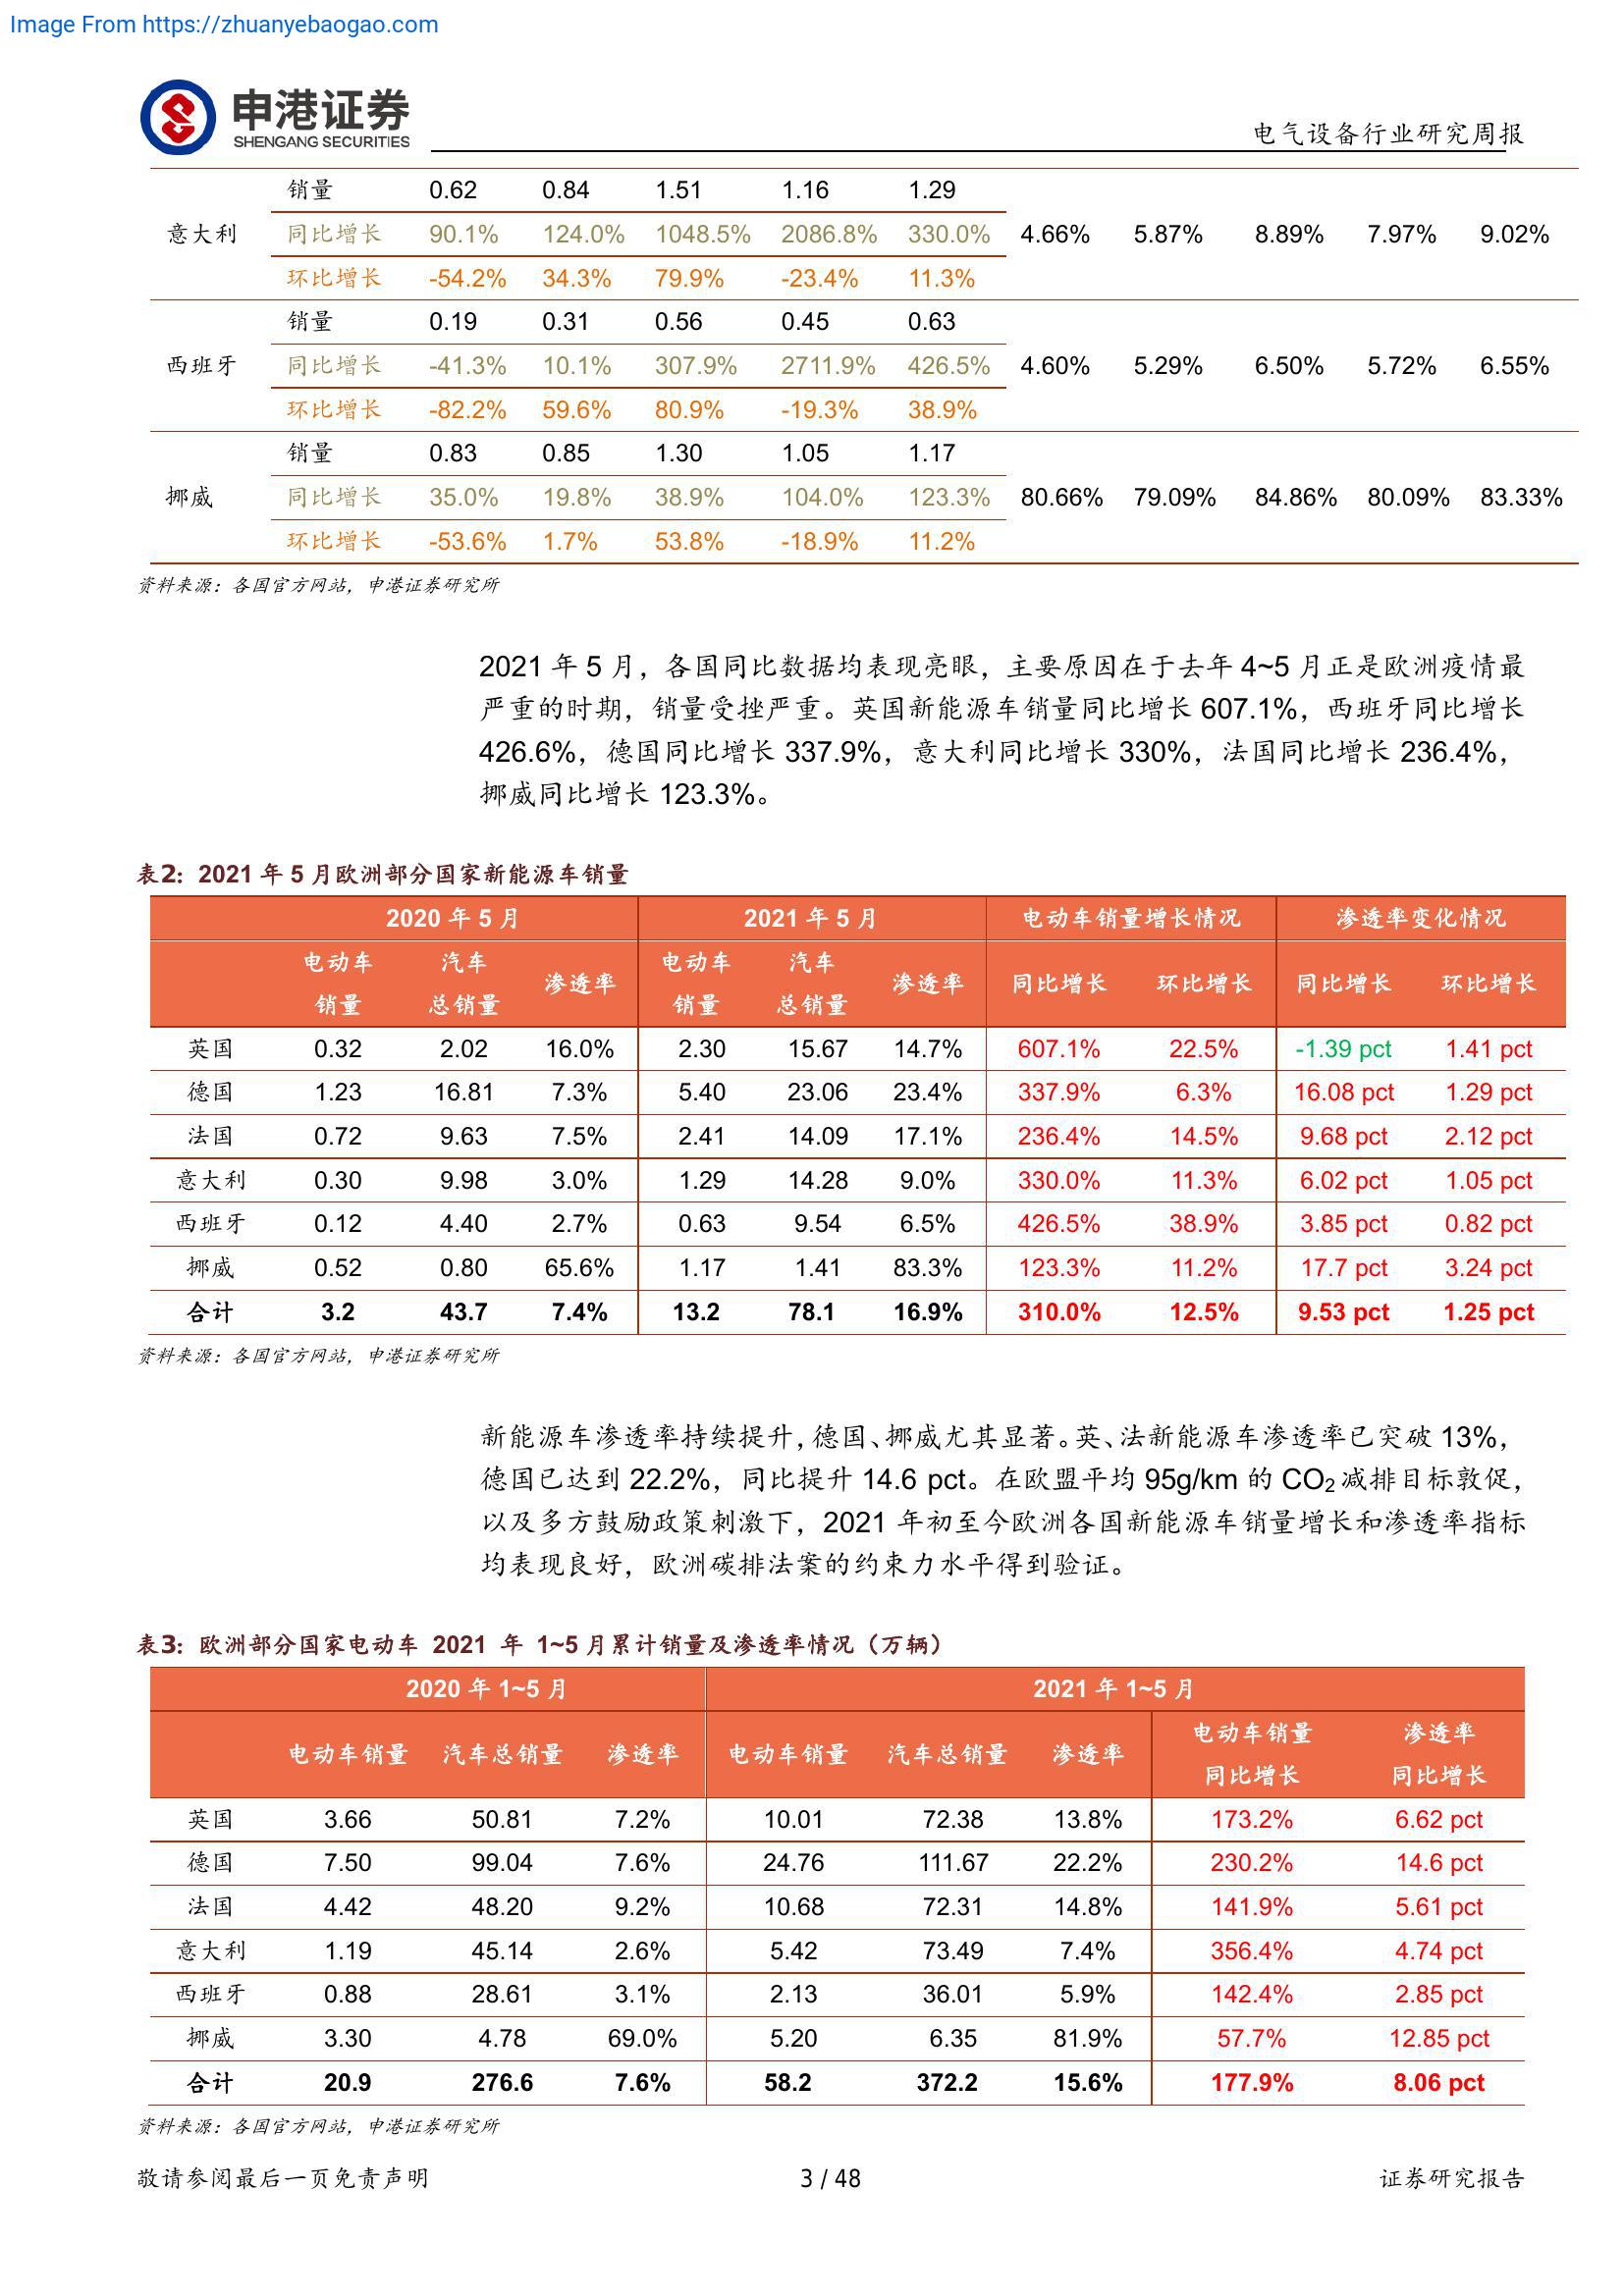 Image From https://zhuanyebaogao.com
申港证券
SHENGANG SECURITIES
电气设备行业研究周报
销量 0.62 0.84 1.51 1.16 1.29
意大利 同比增长 90.1% 124.0% 1048.5% 2086.8% 330.0% 4.66% 5.87% 8.89% 7.97% 9.02%
环比增长 -54.2% 34.3% 79.9% -23.4% 11.3%
销量 0.19 0.31 0.56 0.45 0.63
西班牙 同比增长 -41.3% 10.1% 307.9% 2711.9% 426.5% 4.60% 5.29% 6.50% 5.72% 6.55%
环比增长 -82.2% 59.6% 80.9% -19.3% 38.9%
销量 0.83 0.85 1.30 1.05 1.17
挪威 同比增长 35.0% 19.8% 38.9% 104.0% 123.3% 80.66% 79.09% 84.86% 80.09% 83.33%
环比增长 -53.6% 1.7% 53.8% -18.9% 11.2%
资料来源：各国官方网站，申港证券研究所
2021 年 5 月，各国同比数据均表现亮眼，主要原因在于去年 4~5 月正是欧洲疫情最
严重的时期，销量受挫严重。英国新能源车销量同比增长 607.1%，西班牙同比增长
426.6%，德国同比增长 337.9%，意大利同比增长 330%，法国同比增长 236.4%，
挪威同比增长 123.3%。
表2：2021 年 5 月欧洲部分国家新能源车销量
2020 年 5 月 2021 年 5 月 电动车销量增长情况 渗透率变化情况
电动车 汽车 电动车 汽车
渗透率 渗透率 同比增长 环比增长 同比增长 环比增长
销量 总销量 销量 总销量
英国 0.32 2.02 16.0% 2.30 15.67 14.7% 607.1% 22.5% -1.39 pct 1.41 pct
德国 1.23 16.81 7.3% 5.40 23.06 23.4% 337.9% 6.3% 16.08 pct 1.29 pct
法国 0.72 9.63 7.5% 2.41 14.09 17.1% 236.4% 14.5% 9.68 pct 2.12 pct
意大利 0.30 9.98 3.0% 1.29 14.28 9.0% 330.0% 11.3% 6.02 pct 1.05 pct
西班牙 0.12 4.40 2.7% 0.63 9.54 6.5% 426.5% 38.9% 3.85 pct 0.82 pct
挪威 0.52 0.80 65.6% 1.17 1.41 83.3% 123.3% 11.2% 17.7 pct 3.24 pct
合计 3.2 43.7 7.4% 13.2 78.1 16.9% 310.0% 12.5% 9.53 pct 1.25 pct
资料来源：各国官方网站，申港证券研究所
新能源车渗透率持续提升，德国、挪威尤其显著。英、法新能源车渗透率已突破 13%，
德国已达到 22.2%，同比提升 14.6 pct。在欧盟平均 95g/km 的 CO₂减排目标敦促，
以及多方鼓励政策刺激下，2021 年初至今欧洲各国新能源车销量增长和渗透率指标
均表现良好，欧洲碳排法案的约束力水平得到验证。
表3：欧洲部分国家电动车 2021 年 1~5 月累计销量及渗透率情况（万辆）
2020 年 1~5 月 2021 年 1~5 月
电动车销量 渗透率
电动车销量 汽车总销量 渗透率 电动车销量 汽车总销量 渗透率
同比增长 同比增长
英国 3.66 50.81 7.2% 10.01 72.38 13.8% 173.2% 6.62 pct
德国 7.50 99.04 7.6% 24.76 111.67 22.2% 230.2% 14.6 pct
法国 4.42 48.20 9.2% 10.68 72.31 14.8% 141.9% 5.61 pct
意大利 1.19 45.14 2.6% 5.42 73.49 7.4% 356.4% 4.74 pct
西班牙 0.88 28.61 3.1% 2.13 36.01 5.9% 142.4% 2.85 pct
挪威 3.30 4.78 69.0% 5.20 6.35 81.9% 57.7% 12.85 pct
合计 20.9 276.6 7.6% 58.2 372.2 15.6% 177.9% 8.06 pct
资料来源：各国官方网站，申港证券研究所
敬请参阅最后一页免责声明 3 / 48 证券研究报告